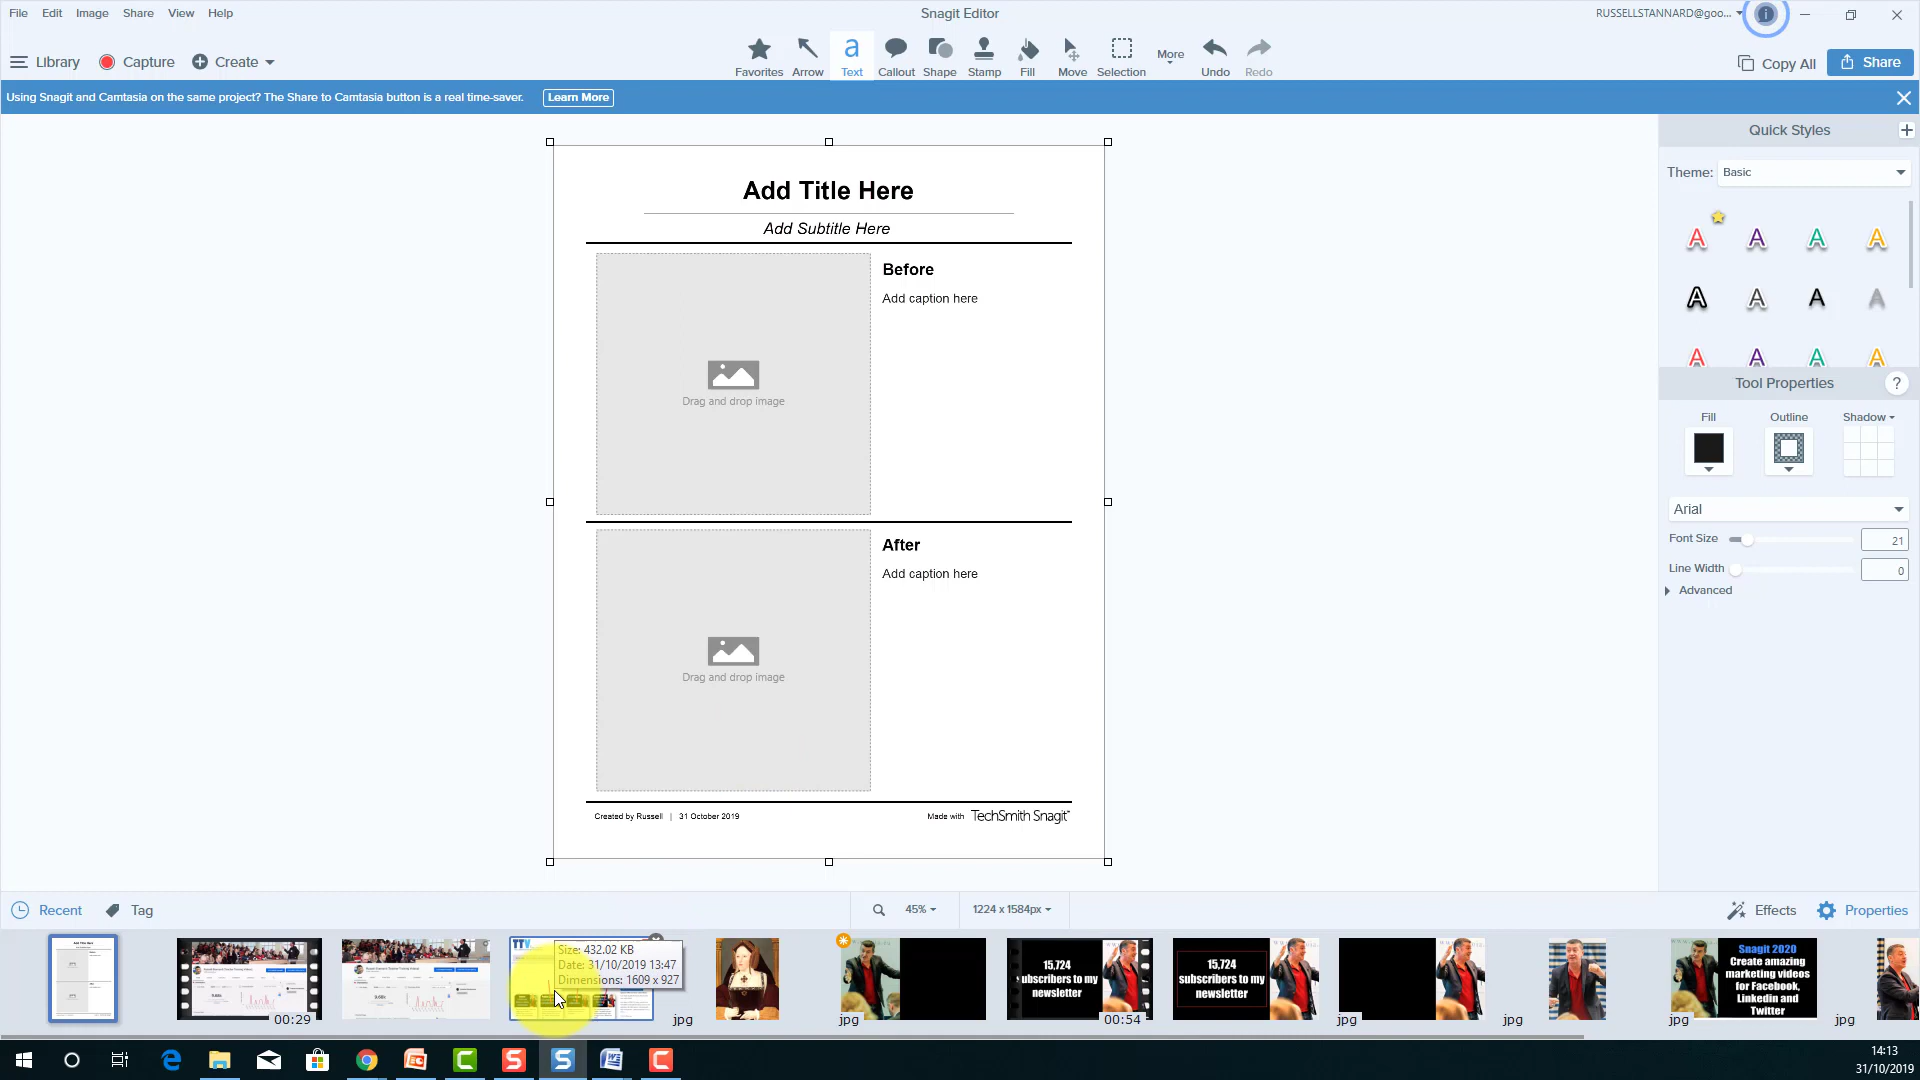 File Edit Image Share View Help
Snagit Editor
RUSSELLSTANNARD@goo...
Library Capture Create
Favorites Arrow Text Callout Shape Stamp Fill Move Selection More Undo Redo
Copy All Share
Using Snagit and Camtasia on the same project? The Share to Camtasia button is a real time-saver. Learn More
Quick Styles
Theme: Basic
Add Title Here
Add Subtitle Here
Before
Add caption here
Drag and drop image
After
Add caption here
Drag and drop image
Created by Russell | 31 October 2019
Made with TechSmith Snagit
Tool Properties ?
Fill Outline Shadow
Arial
Font Size 21
Line Width 0
Advanced
Recent Tag
45% 1224 x 1584px
Effects Properties
00:29
TTV
Size: 432.02 KB
Date: 31/10/2019 13:47
Dimensions: 1609 x 927
jpg
jpg
15,724
subscribers to my
newsletter
00:54
15,724
subscribers to my
newsletter
jpg
jpg
jpg
Snagit 2020
Create amazing
marketing videos
for Facebook,
Linkedin and
Twitter
jpg
14:13
31/10/2019